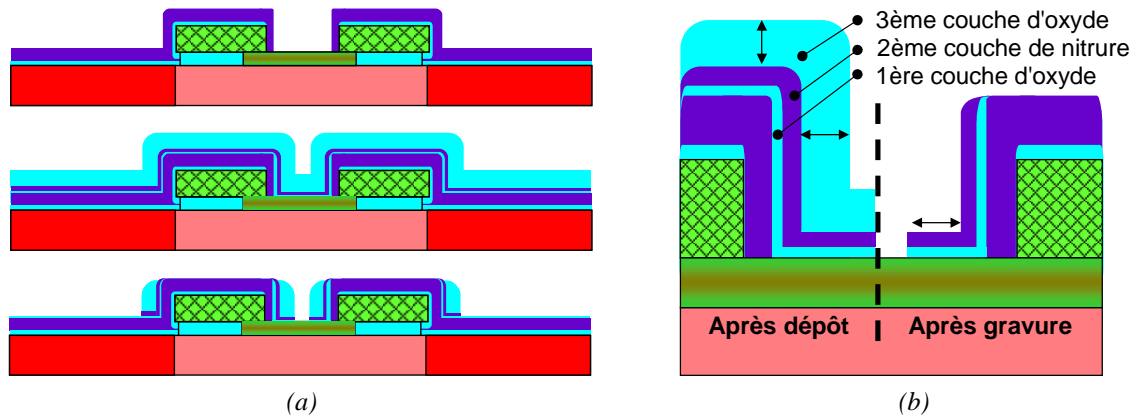 3ème couche d'oxyde
2ème couche de nitrure
1ère couche d'oxyde
Après dépôt
Après gravure
(a)
(b)